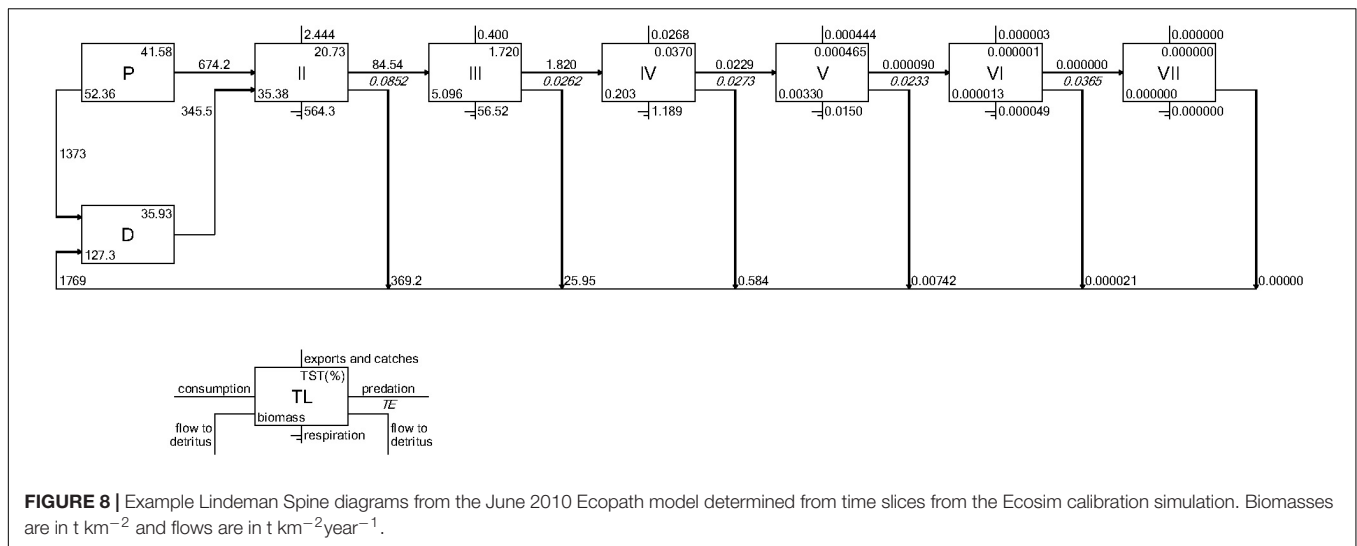 2.444 0.400 0.0268 0.000444 0.000003 0.000000
41.58 20.73 1.720 0.0370 0.000465 0.000001 0.000000
P 674.2 II 84.54 III 1.820 IV 0.0229 V 0.000090 VI 0.000000 VII
0.0852 0.0262 0.0273 0.0233 0.0365
52.36 35.38 5.096 0.203 0.00330 0.000013 0.000000
345.5 564.3 56.52 1.189 0.0150 0.000049 0.000000
1373
35.93
D
127.3
1769 369.2 25.95 0.584 0.00742 0.000021 0.00000
exports and catches
TST(%)
consumption TL predation
TE
biomass
flow to detritus
respiration
flow to detritus
FIGURE 8 | Example Lindeman Spine diagrams from the June 2010 Ecopath model determined from time slices from the Ecosim calibration simulation. Biomasses
are in t km−2 and flows are in t km−2year−1.